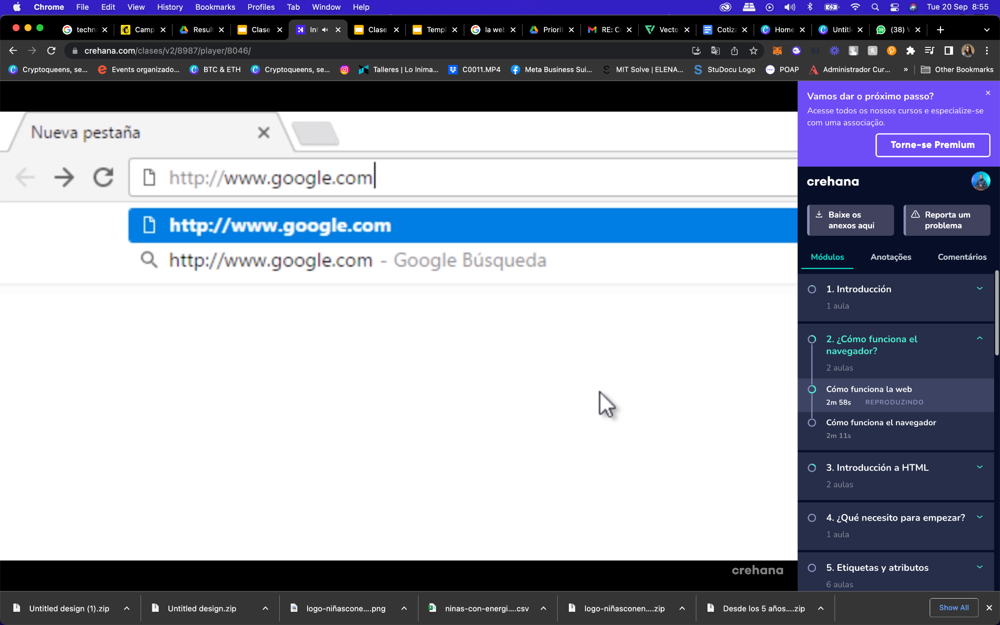 Chrome File Edit View History Bookmarks Profiles Tab Window Help Tue 20 Sep 8:55
techn Camp Result Clase Int Clase Templ la web Priorit RE: C Vecto Cotiz Home Untitl (38)
crehana.com/clases/v2/8987/player/8046/
Cryptoqueens, se... Events organizado... BTC & ETH Cryptoqueens, se... Talleres | Lo Inima... C0011.MP4 Meta Business Sui... MIT Solve | ELENA... StuDocu Logo POAP Administrador Cur... » Other Bookmarks
Nueva pestaña
http://www.google.com
http://www.google.com
http://www.google.com - Google Búsqueda
crehana
Vamos dar o próximo passo?
Acesse todos os nossos cursos e especialize-se
com uma associação.
Torne-se Premium
crehana
Baixe os
anexos aqui
Reporta um
problema
Módulos Anotações Comentários
1. Introducción
1 aula
2. ¿Cómo funciona el
navegador?
2 aulas
Cómo funciona la web
2m 58s REPRODUZINDO
Cómo funciona el navegador
2m 11s
3. Introducción a HTML
2 aulas
4. ¿Qué necesito para empezar?
1 aula
5. Etiquetas y atributos
6 aulas
Untitled design (1).zip Untitled design.zip logo-niñascone....png ninas-con-energi....csv logo-niñasconen....zip Desde los 5 años....zip Show All